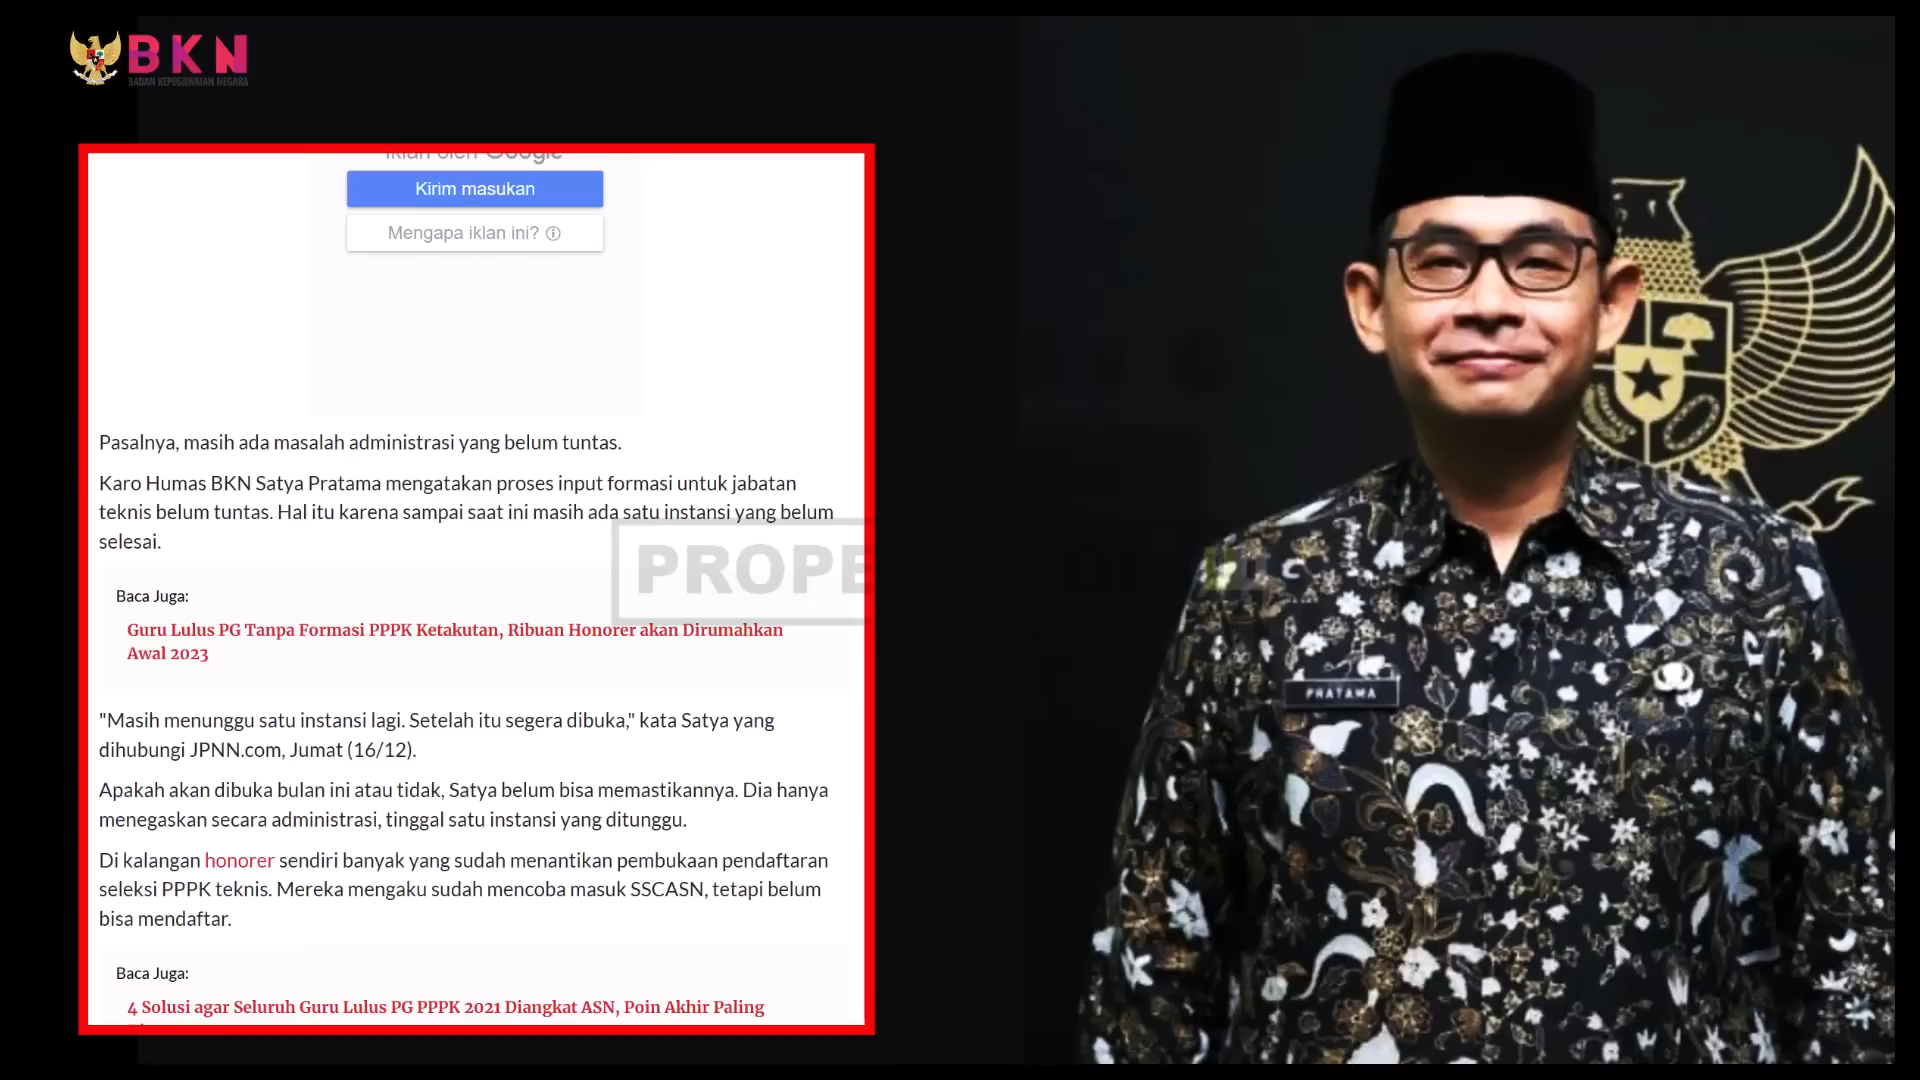 BKN
BADAN KEPEGAWAIAN NEGARA
Iklan oleh Google
Kirim masukan
Mengapa iklan ini?
Pasalnya, masih ada masalah administrasi yang belum tuntas.
Karo Humas BKN Satya Pratama mengatakan proses input formasi untuk jabatan
teknis belum tuntas. Hal itu karena sampai saat ini masih ada satu instansi yang belum
selesai.
PROPE
Baca Juga:
Guru Lulus PG Tanpa Formasi PPPK Ketakutan, Ribuan Honorer akan Dirumahkan
Awal 2023
"Masih menunggu satu instansi lagi. Setelah itu segera dibuka," kata Satya yang
dihubungi JPNN.com, Jumat (16/12).
Apakah akan dibuka bulan ini atau tidak, Satya belum bisa memastikannya. Dia hanya
menegaskan secara administrasi, tinggal satu instansi yang ditunggu.
Di kalangan honorer sendiri banyak yang sudah menantikan pembukaan pendaftaran
seleksi PPPK teknis. Mereka mengaku sudah mencoba masuk SSCASN, tetapi belum
bisa mendaftar.
Baca Juga:
4 Solusi agar Seluruh Guru Lulus PG PPPK 2021 Diangkat ASN, Poin Akhir Paling
PRATAMA